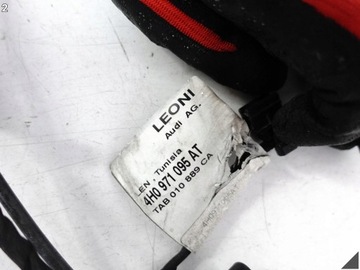 2
LEONI
Audi AG.
LEN - Tunisia
4H0 971 095 AT
TAB 010 889 CA